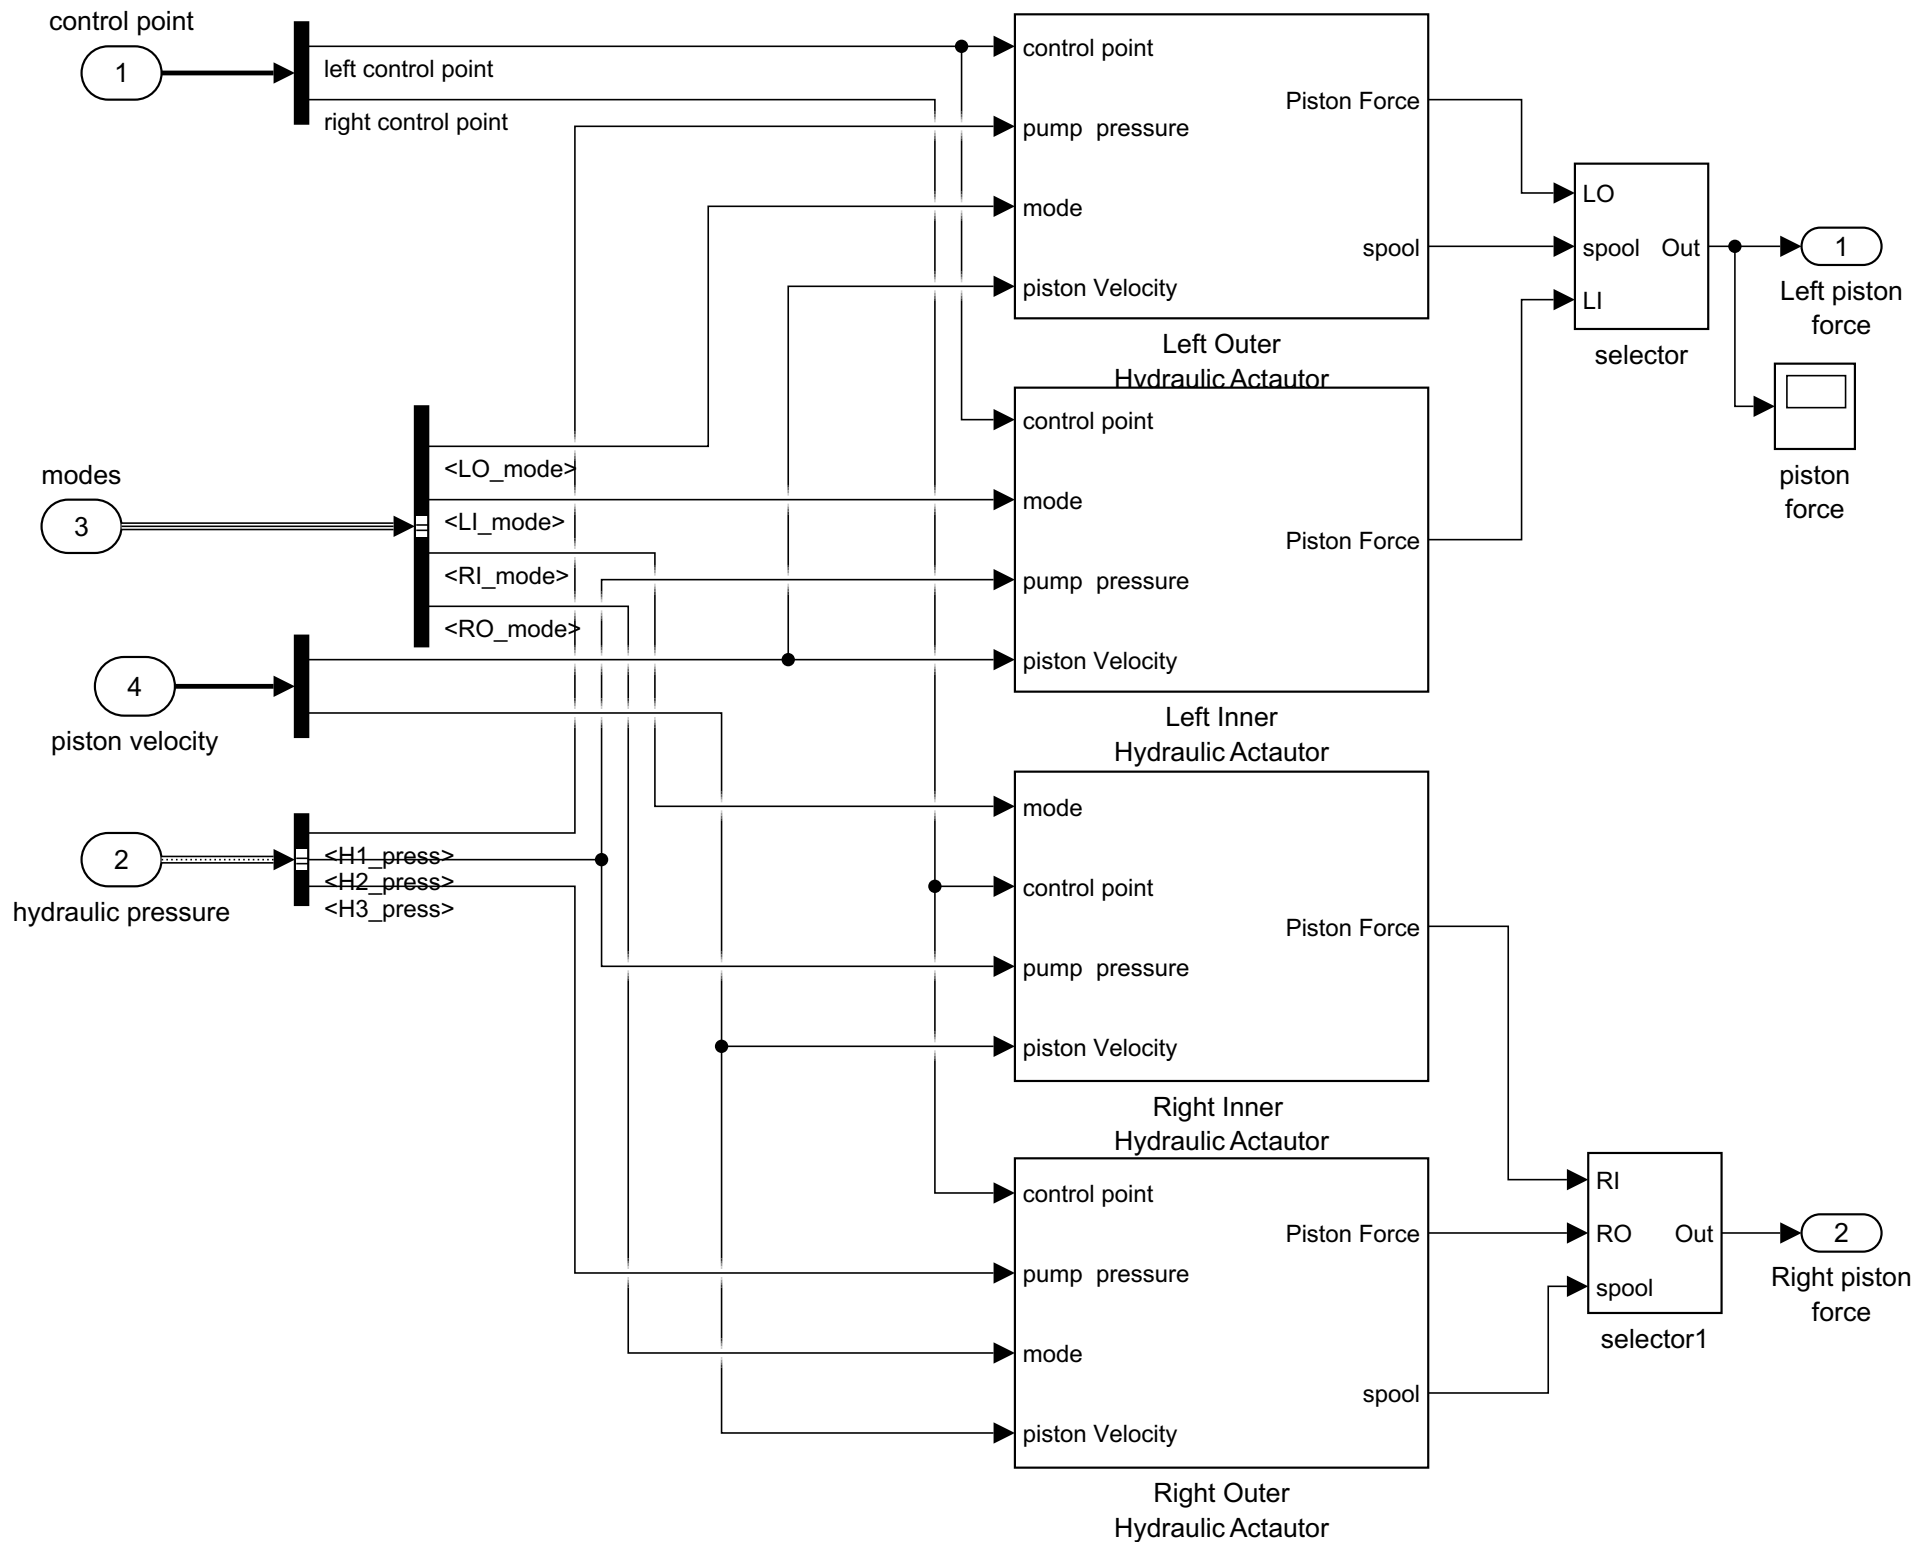 control point
1
left control point
right control point
control point
pump  pressure
mode
piston Velocity
Piston Force
spool
Left Outer
Hydraulic Actautor
LO
spool
LI
Out
selector
1
Left piston
force
piston
force
modes
3
<LO_mode>
<LI_mode>
<RI_mode>
<RO_mode>
control point
mode
pump  pressure
piston Velocity
Piston Force
Left Inner
Hydraulic Actautor
4
piston velocity
2
hydraulic pressure
<H1_press>
<H2_press>
<H3_press>
mode
control point
pump  pressure
piston Velocity
Piston Force
Right Inner
Hydraulic Actautor
control point
pump  pressure
mode
piston Velocity
Piston Force
spool
Right Outer
Hydraulic Actautor
RI
RO
spool
Out
selector1
2
Right piston
force